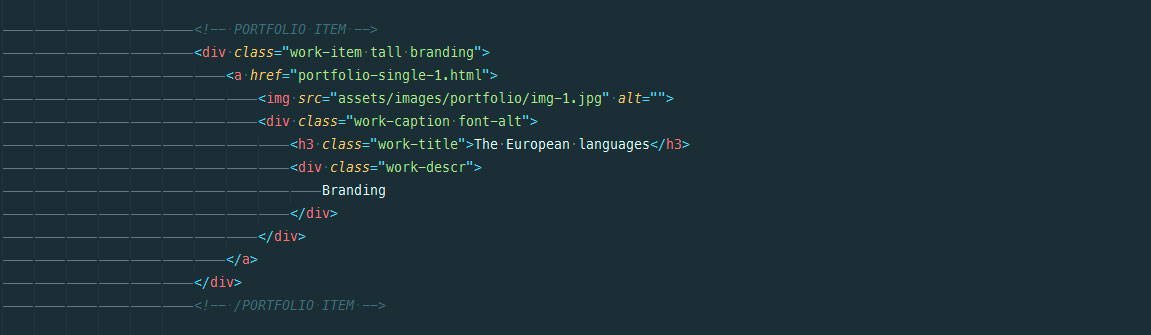 <!-- PORTFOLIO ITEM -->
<div class="work-item tall branding">
<a href="portfolio-single-1.html">
<img src="assets/images/portfolio/img-1.jpg" alt="">
<div class="work-caption font-alt">
<h3 class="work-title">The European languages</h3>
<div class="work-descr">
Branding
</div>
</div>
</a>
</div>
<!-- /PORTFOLIO ITEM -->